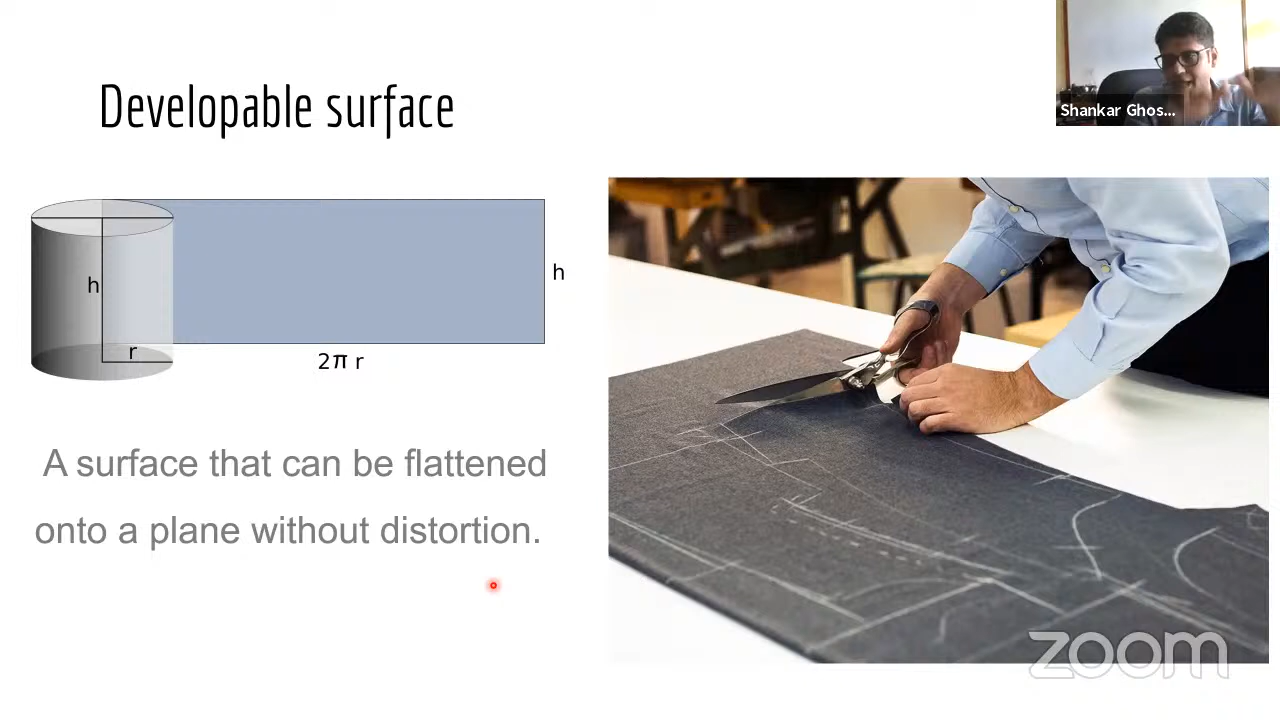 Developable surface
Shankar Ghos...
h
r
h
2π r
A surface that can be flattened
onto a plane without distortion.
zoom